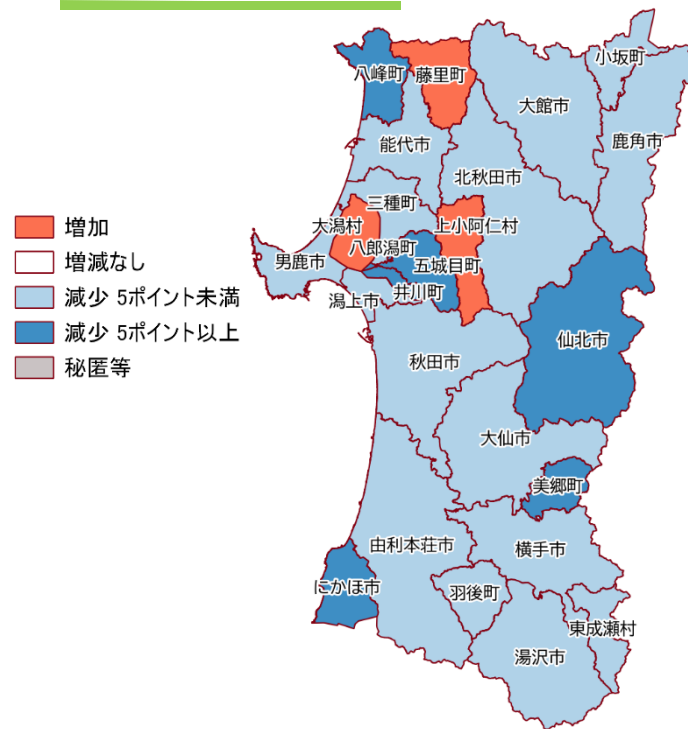 小坂町
八峰町
藤里町
大館市
鹿角市
能代市
北秋田市
三種町
大潟村
上小阿仁村
増加
八郎潟町
男鹿市
五城目町
増減なし
井川町
潟上市
減少 5ポイント未満
減少 5ポイント以上
仙北市
秋田市
秘匿等
大仙市
美郷町
由利本荘市
横手市
にかほ市
羽後町
東成瀬村
湯沢市